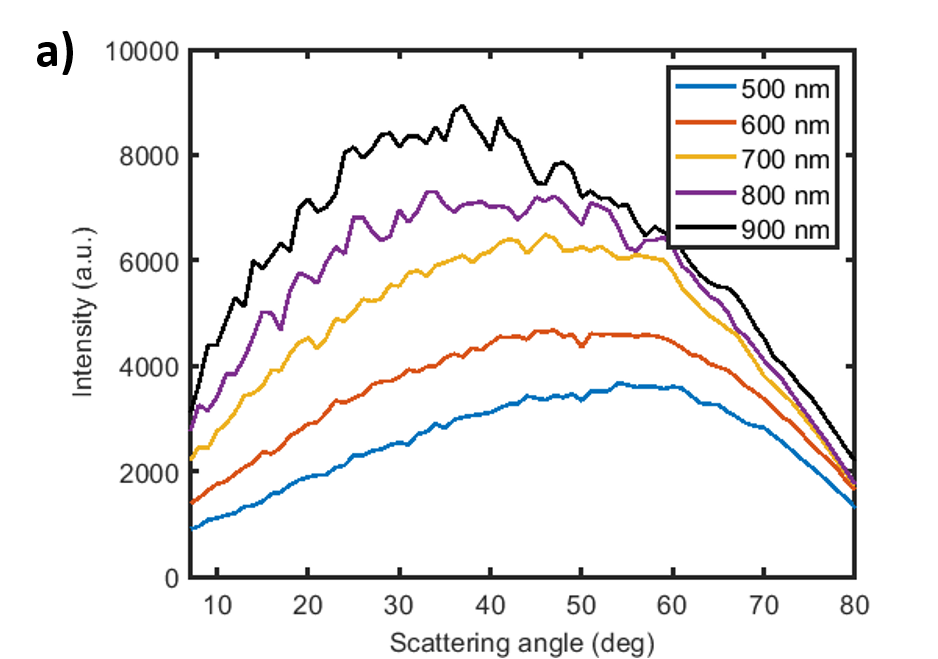 a)
10000
8000
6000
4000
2000
0
Intensity (a.u.)
500 nm
600 nm
700 nm
800 nm
900 nm
10 20 30 40 50 60 70 80
Scattering angle (deg)